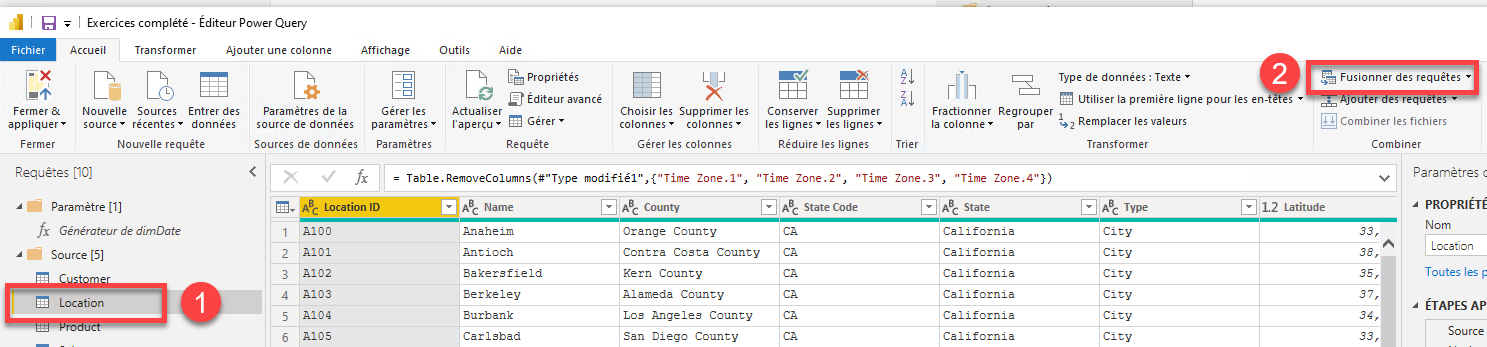 Exercices complété - Éditeur Power Query
Fichier Accueil Transformer Ajouter une colonne Affichage Outils Aide
Fermer & appliquer
Nouvelle source
Sources récentes
Entrer des données
Paramètres de la source de données
Gérer les paramètres
Actualiser l'aperçu
Propriétés
Éditeur avancé
Gérer
Choisir les colonnes
Supprimer les colonnes
Conserver les lignes
Supprimer les lignes
Fractionner la colonne
Regrouper par
Type de données : Texte
Utiliser la première ligne pour les en-têtes
Remplacer les valeurs
2
Fusionner des requêtes
Ajouter des requêtes
Combiner les fichiers
Fermer Nouvelle requête Sources de données Paramètres Requête Gérer les colonnes Réduire les lignes Trier Transformer Combiner
Requêtes [10]
Paramètre [1]
fx Générateur de dimDate
Source [5]
Customer
Location
1
Product
fx = Table.RemoveColumns(#"Type modifié1",{"Time Zone.1", "Time Zone.2", "Time Zone.3", "Time Zone.4"})
ABC Location ID ABC Name ABC County ABC State Code ABC State ABC Type 1.2 Latitude
1 A100 Anaheim Orange County CA California City 33,
2 A101 Antioch Contra Costa County CA California City 38,
3 A102 Bakersfield Kern County CA California City 35,
4 A103 Berkeley Alameda County CA California City 37,
5 A104 Burbank Los Angeles County CA California City 34,
6 A105 Carlsbad San Diego County CA California City 33,
Paramètres
PROPRIÉTÉ
Nom
Location
Toutes les p
ÉTAPES AP
Source